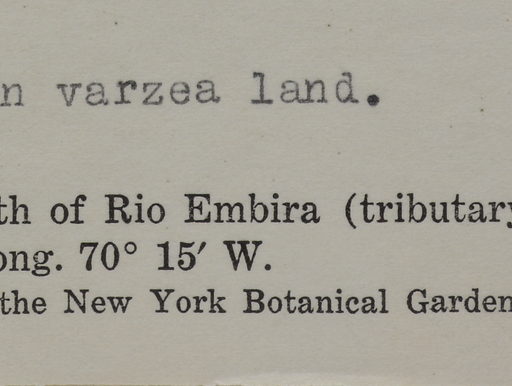 n varzea land.
th of Rio Embira (tributary
ong. 70° 15′ W.
the New York Botanical Garden